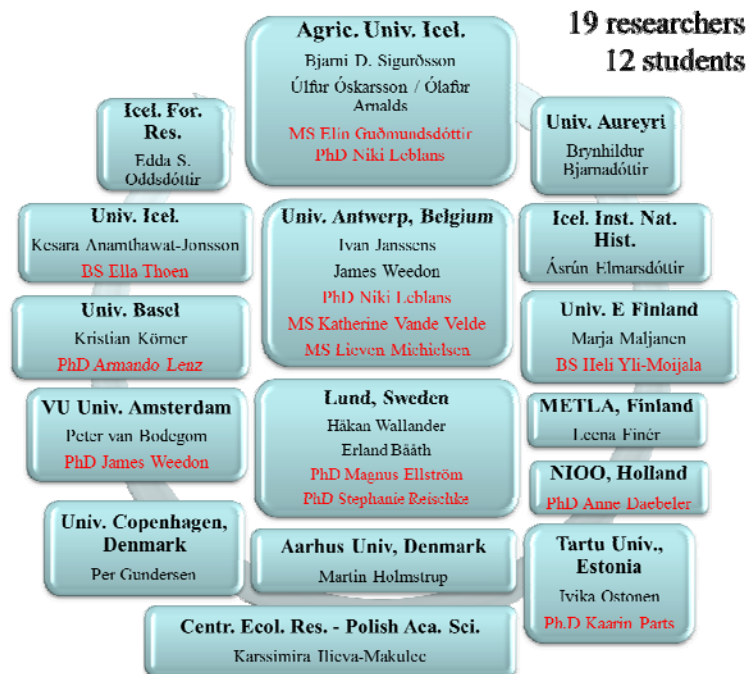 19 researchers
12 students
Agric. Univ. Icel.
Bjarni D. Sigurðsson
Úlfur Óskarsson / Ólafur
Arnalds
MS Elin Guðmundsdóttir
PhD Niki Leblans
Icel. For.
Res.
Edda S.
Oddsdóttir
Univ. Aureyri
Brynhildur
Bjarnadóttir
Univ. Icel.
Kesara Anamthawat-Jonsson
BS Ella Thoen
Univ. Antwerp, Belgium
Ivan Janssens
James Weedon
PhD Niki Leblans
MS Katherine Vande Velde
MS Lieven Michielsen
Icel. Inst. Nat.
Hist.
Ásrún Elmarsdóttir
Univ. Basel
Kristian Körner
PhD Armando Lenz
Univ. E Finland
Marja Maljanen
BS Heli Yli-Moijala
VU Univ. Amsterdam
Peter van Bodegom
PhD James Weedon
Lund, Sweden
Håkan Wallander
Erland Bååth
PhD Magnus Ellström
PhD Stephanie Reischke
METLA, Finland
Leena Finér
NIOO, Holland
PhD Anne Daebeler
Univ. Copenhagen,
Denmark
Per Gundersen
Aarhus Univ, Denmark
Martin Holmstrup
Tartu Univ.,
Estonia
Ivika Ostonen
Ph.D Kaarin Parts
Centr. Ecol. Res. - Polish Aca. Sci.
Karssimira Ilieva-Makulec